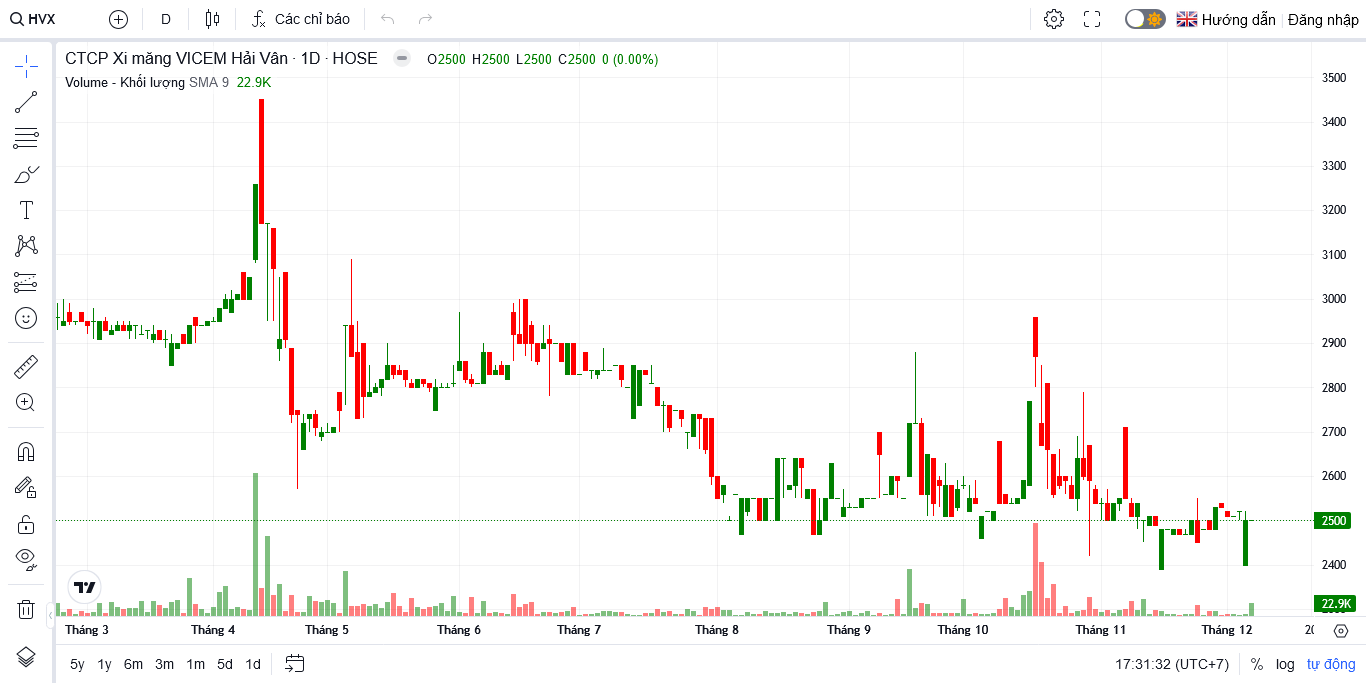 HVX D Các chỉ báo Hướng dẫn Đăng nhập
CTCP Xi măng VICEM Hải Vân · 1D · HOSE O2500 H2500 L2500 C2500 0 (0.00%)
Volume - Khối lượng SMA 9 22.9K
3500
3400
3300
3200
3100
3000
2900
2800
2700
2600
2500
2400
22.9K
Tháng 3 Tháng 4 Tháng 5 Tháng 6 Tháng 7 Tháng 8 Tháng 9 Tháng 10 Tháng 11 Tháng 12
5y 1y 6m 3m 1m 5d 1d 17:31:32 (UTC+7) % log tự động